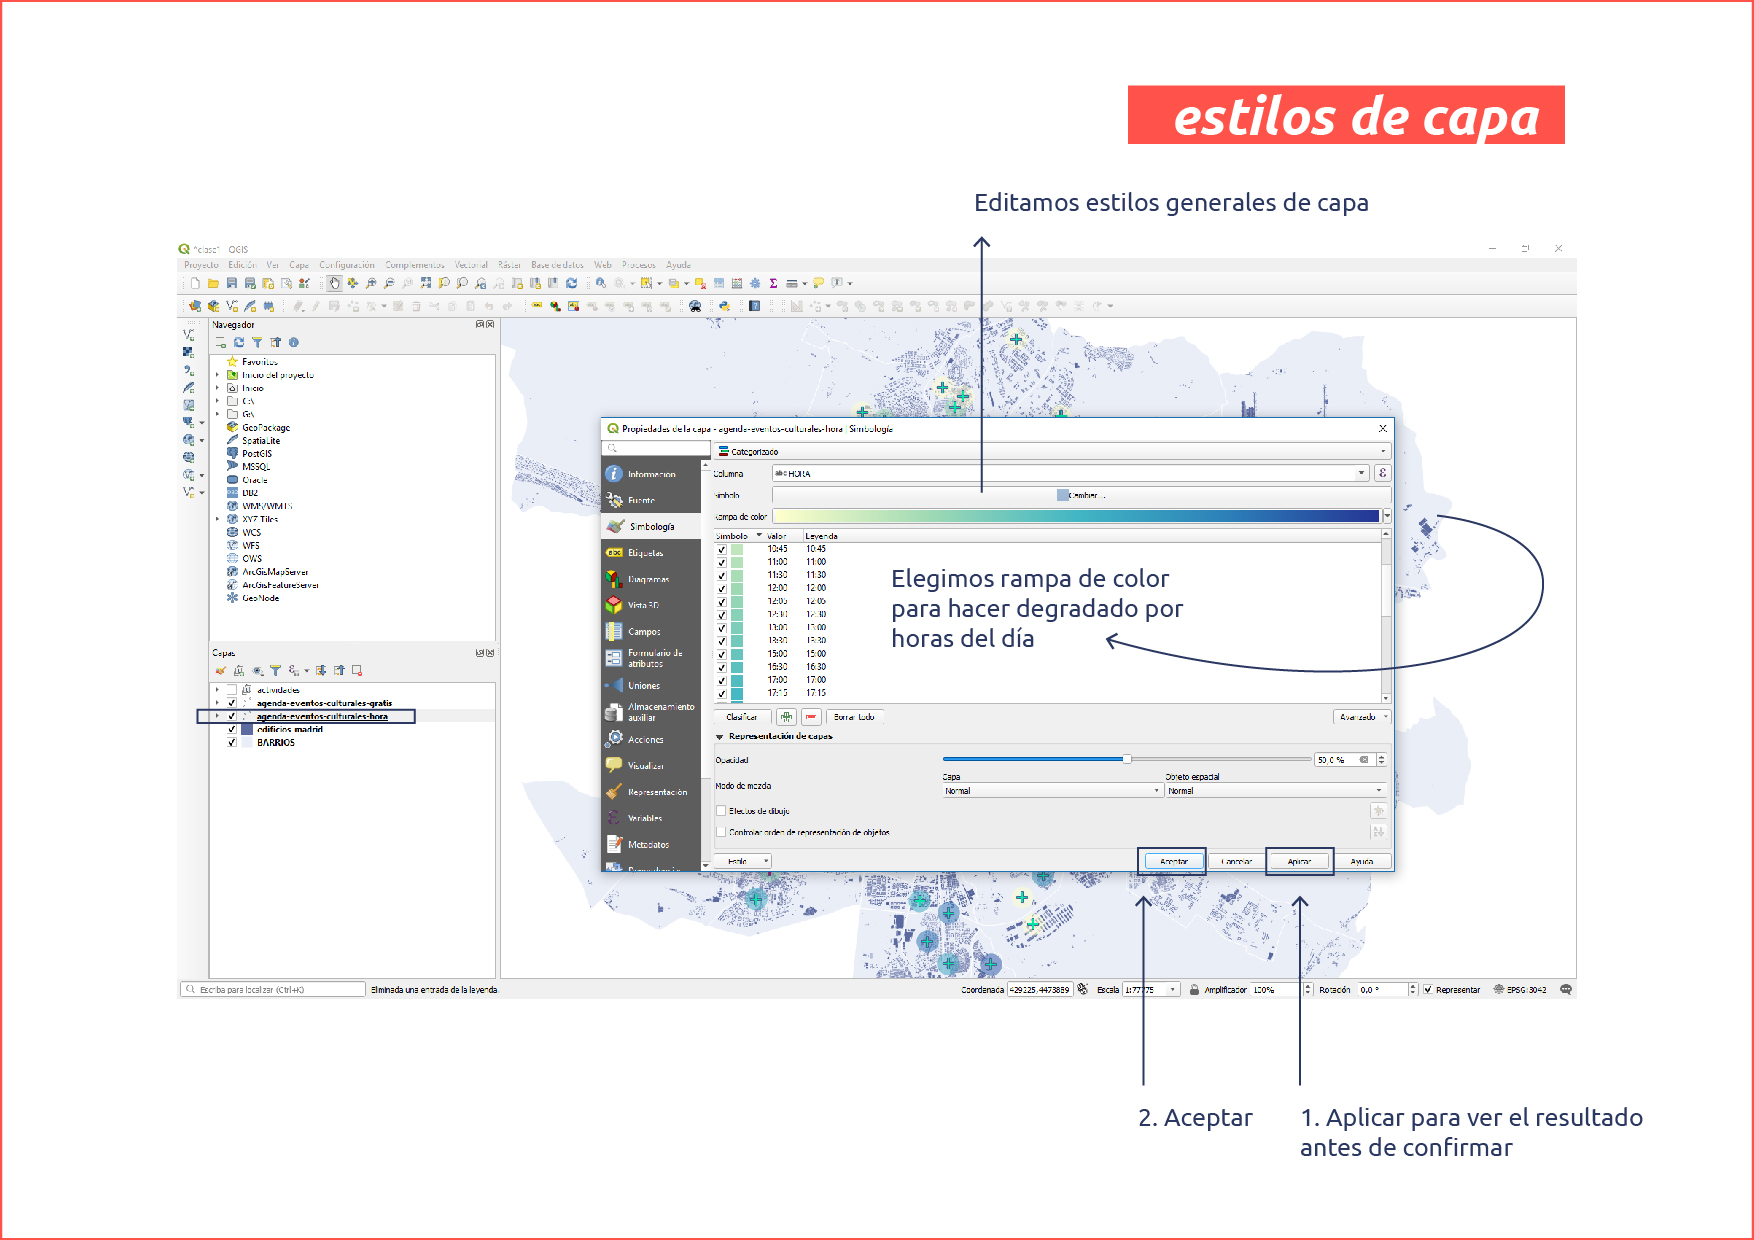 estilos de capa
Editamos estilos generales de capa
*clase* - QGIS
Proyecto Edición Ver Capa Configuración Complementos Vectorial Ráster Base de datos Web Procesos Ayuda
Navegador
Favoritos
Inicio del proyecto
Inicio
C:\
G:\
GeoPackage
SpatiaLite
PostGIS
MSSQL
Oracle
DB2
WMS/WMTS
XYZ Tiles
WCS
WFS
OWS
ArcGisMapServer
ArcGisFeatureServer
GeoNode
Capas
actividades
agenda-eventos-culturales-gratis
agenda-eventos-culturales-hora
edificios_madrid
BARRIOS
Propiedades de la capa - agenda-eventos-culturales-hora | Simbología
Información
Fuente
Simbología
Etiquetas
Diagramas
Vista 3D
Campos
Formulario de
atributos
Uniones
Almacenamiento
auxiliar
Acciones
Visualizar
Representación
Variables
Metadatos
Categorizado
Columna abc HORA ε
Símbolo Cambiar...
Rampa de color
Símbolo Valor Leyenda
10:45 10:45
11:00 11:00
11:30 11:30
12:00 12:00
12:05 12:05
12:30 12:30
13:00 13:00
13:30 13:30
15:00 15:00
16:30 16:30
17:00 17:00
17:15 17:15
Elegimos rampa de color
para hacer degradado por
horas del día
Clasificar Borrar todo Avanzado
Representación de capas
Opacidad 50,0 %
Modo de mezcla
Capa Objeto espacial
Normal Normal
Efectos de dibujo
Controlar orden de representación de objetos
Estilo Aceptar Cancelar Aplicar Ayuda
Escriba para localizar (Ctrl+K) Eliminada una entrada de la leyenda. Coordenada 429225,4473889 Escala 1:77775 Amplificador 100% Rotación 0,0 ° Representar EPSG:3042
2. Aceptar
1. Aplicar para ver el resultado
antes de confirmar